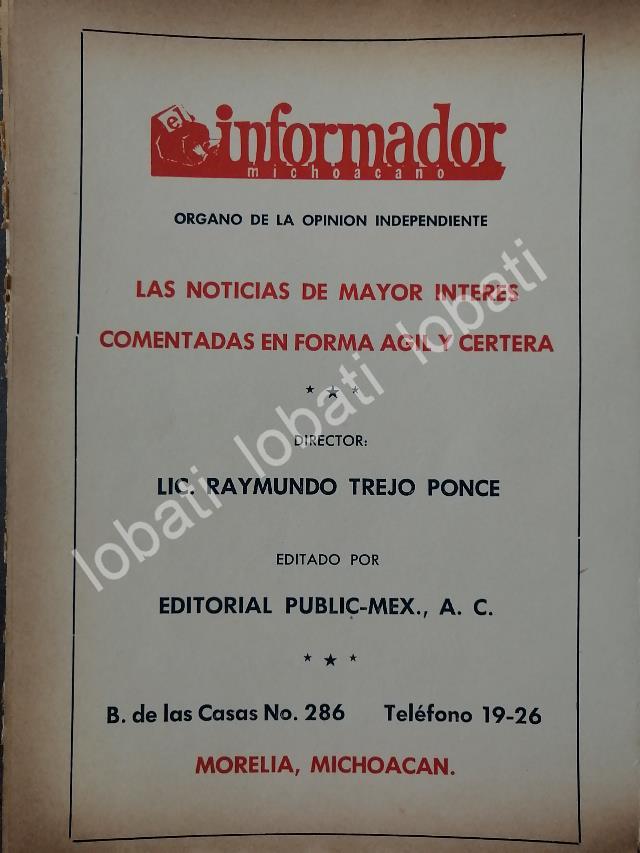 el
informador
michoacano
ORGANO DE LA OPINION INDEPENDIENTE
LAS NOTICIAS DE MAYOR INTERES
COMENTADAS EN FORMA AGIL Y CERTERA
DIRECTOR:
LIC. RAYMUNDO TREJO PONCE
EDITADO POR
EDITORIAL PUBLIC-MEX., A. C.
B. de las Casas No. 286 Teléfono 19-26
MORELIA, MICHOACAN.
lobati lobati lobati